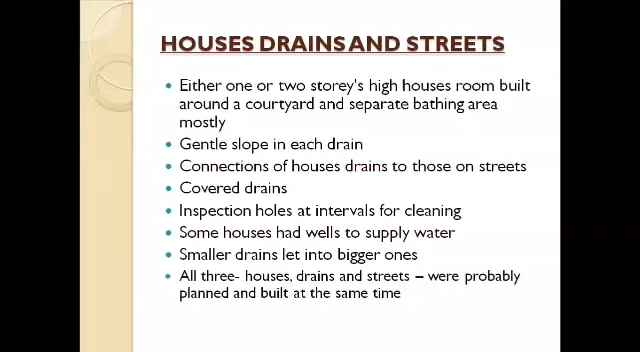 HOUSES DRAINS AND STREETS
• Either one or two storey's high houses room built
around a courtyard and separate bathing area
mostly
• Gentle slope in each drain
• Connections of houses drains to those on streets
• Covered drains
• Inspection holes at intervals for cleaning
• Some houses had wells to supply water
• Smaller drains let into bigger ones
• All three- houses, drains and streets – were probably
planned and built at the same time